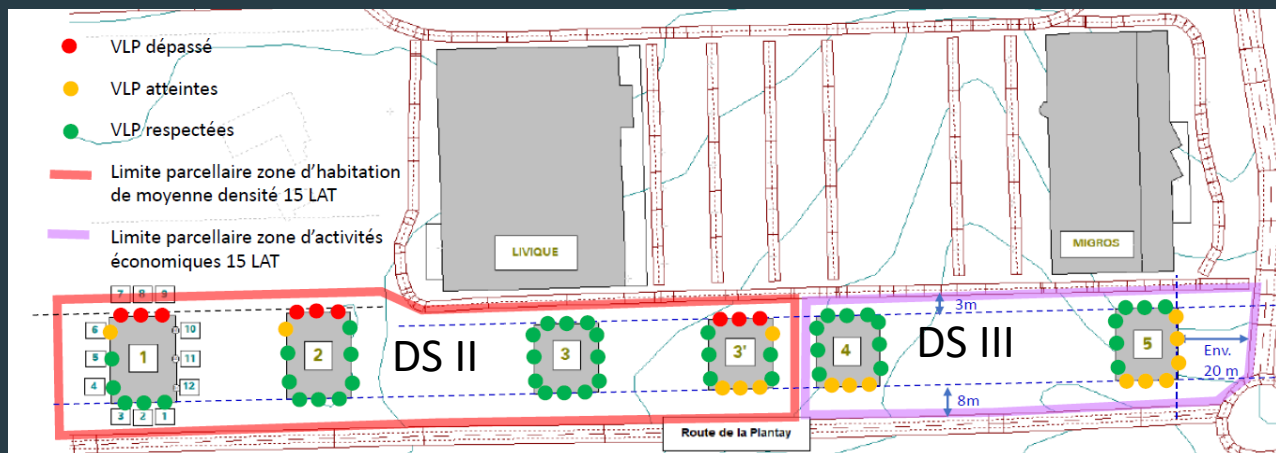 VLP dépassé
VLP atteintes
VLP respectées
Limite parcellaire zone d'habitation
de moyenne densité 15 LAT
Limite parcellaire zone d'activités
économiques 15 LAT
LIVIQUE
MIGROS
7 8 9
6
5
4
3 2 1
10
11
12
1
2
DS II
3
3'
4
DS III
5
3m
8m
Env.
20 m
Route de la Plantay